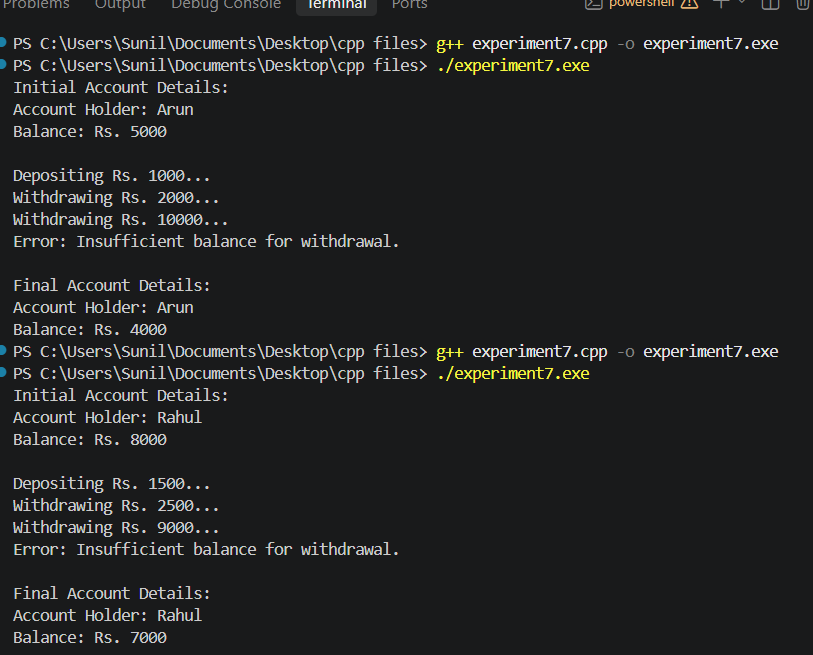 Problems Output Debug Console Terminal Ports powershell
PS C:\Users\Sunil\Documents\Desktop\cpp files> g++ experiment7.cpp -o experiment7.exe
PS C:\Users\Sunil\Documents\Desktop\cpp files> ./experiment7.exe
Initial Account Details:
Account Holder: Arun
Balance: Rs. 5000
Depositing Rs. 1000...
Withdrawing Rs. 2000...
Withdrawing Rs. 10000...
Error: Insufficient balance for withdrawal.
Final Account Details:
Account Holder: Arun
Balance: Rs. 4000
PS C:\Users\Sunil\Documents\Desktop\cpp files> g++ experiment7.cpp -o experiment7.exe
PS C:\Users\Sunil\Documents\Desktop\cpp files> ./experiment7.exe
Initial Account Details:
Account Holder: Rahul
Balance: Rs. 8000
Depositing Rs. 1500...
Withdrawing Rs. 2500...
Withdrawing Rs. 9000...
Error: Insufficient balance for withdrawal.
Final Account Details:
Account Holder: Rahul
Balance: Rs. 7000